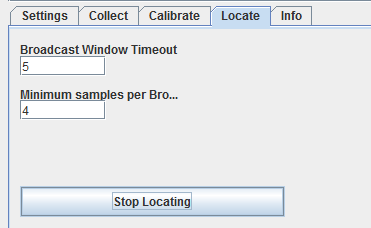 Settings Collect Calibrate Locate Info
Broadcast Window Timeout
5
Minimum samples per Bro...
4
Stop Locating